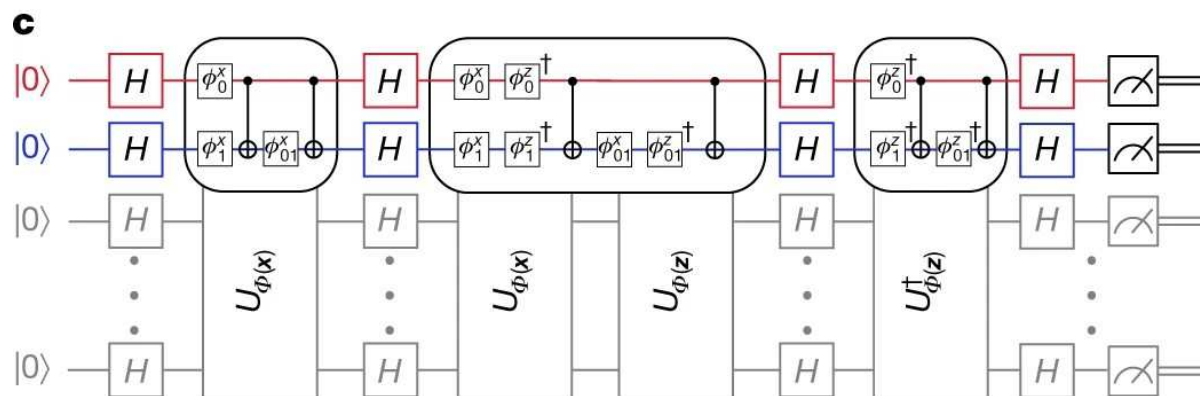 c
|0⟩ H ϕ₀ˣ H ϕ₀ˣ ϕ₀ᶻ† H ϕ₀ᶻ† H
|0⟩ H ϕ₁ˣ ϕ₀₁ˣ H ϕ₁ˣ ϕ₁ᶻ† ϕ₀₁ˣ ϕ₀₁ᶻ† H ϕ₁ᶻ† ϕ₀₁ᶻ† H
|0⟩ H H H H
U_Φ(x) U_Φ(x) U_Φ(z) U†_Φ(z)
|0⟩ H H H H